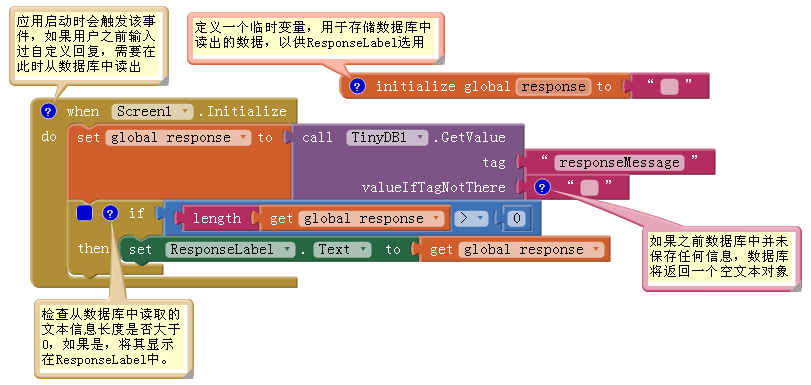 应用启动时会触发该事
件，如果用户之前输入
过自定义回复，需要在
此时从数据库中读出
定义一个临时变量，用于存储数据库中
读出的数据，以供ResponseLabel选用
? initialize global response to " "
? when Screen1 .Initialize
do set global response to call TinyDB1 .GetValue
tag " responseMessage "
valueIfTagNotThere ? " "
? if length get global response > 0
then set ResponseLabel . Text to get global response
如果之前数据库中并未
保存任何信息，数据库
将返回一个空文本对象
检查从数据库中读取的
文本信息长度是否大于
0，如果是，将其显示
在ResponseLabel中。